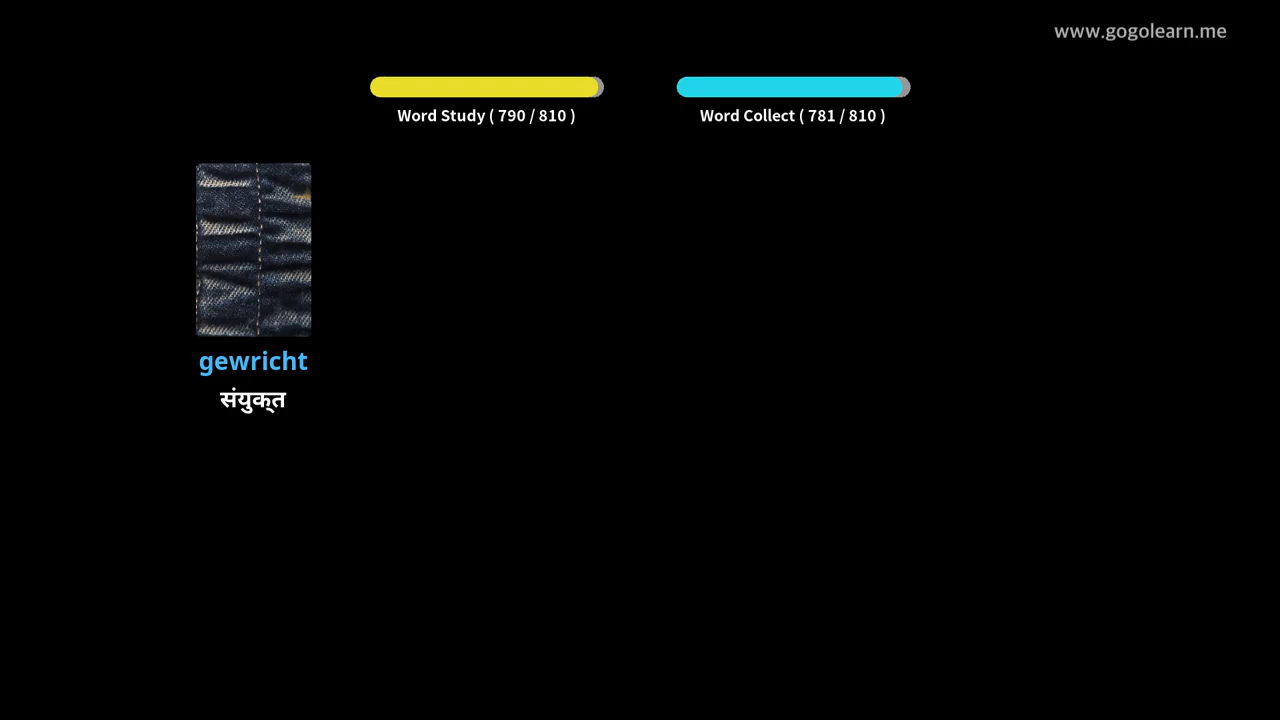 www.gogolearn.me
Word Study ( 790 / 810 )
Word Collect ( 781 / 810 )
gewricht
संयुक्त